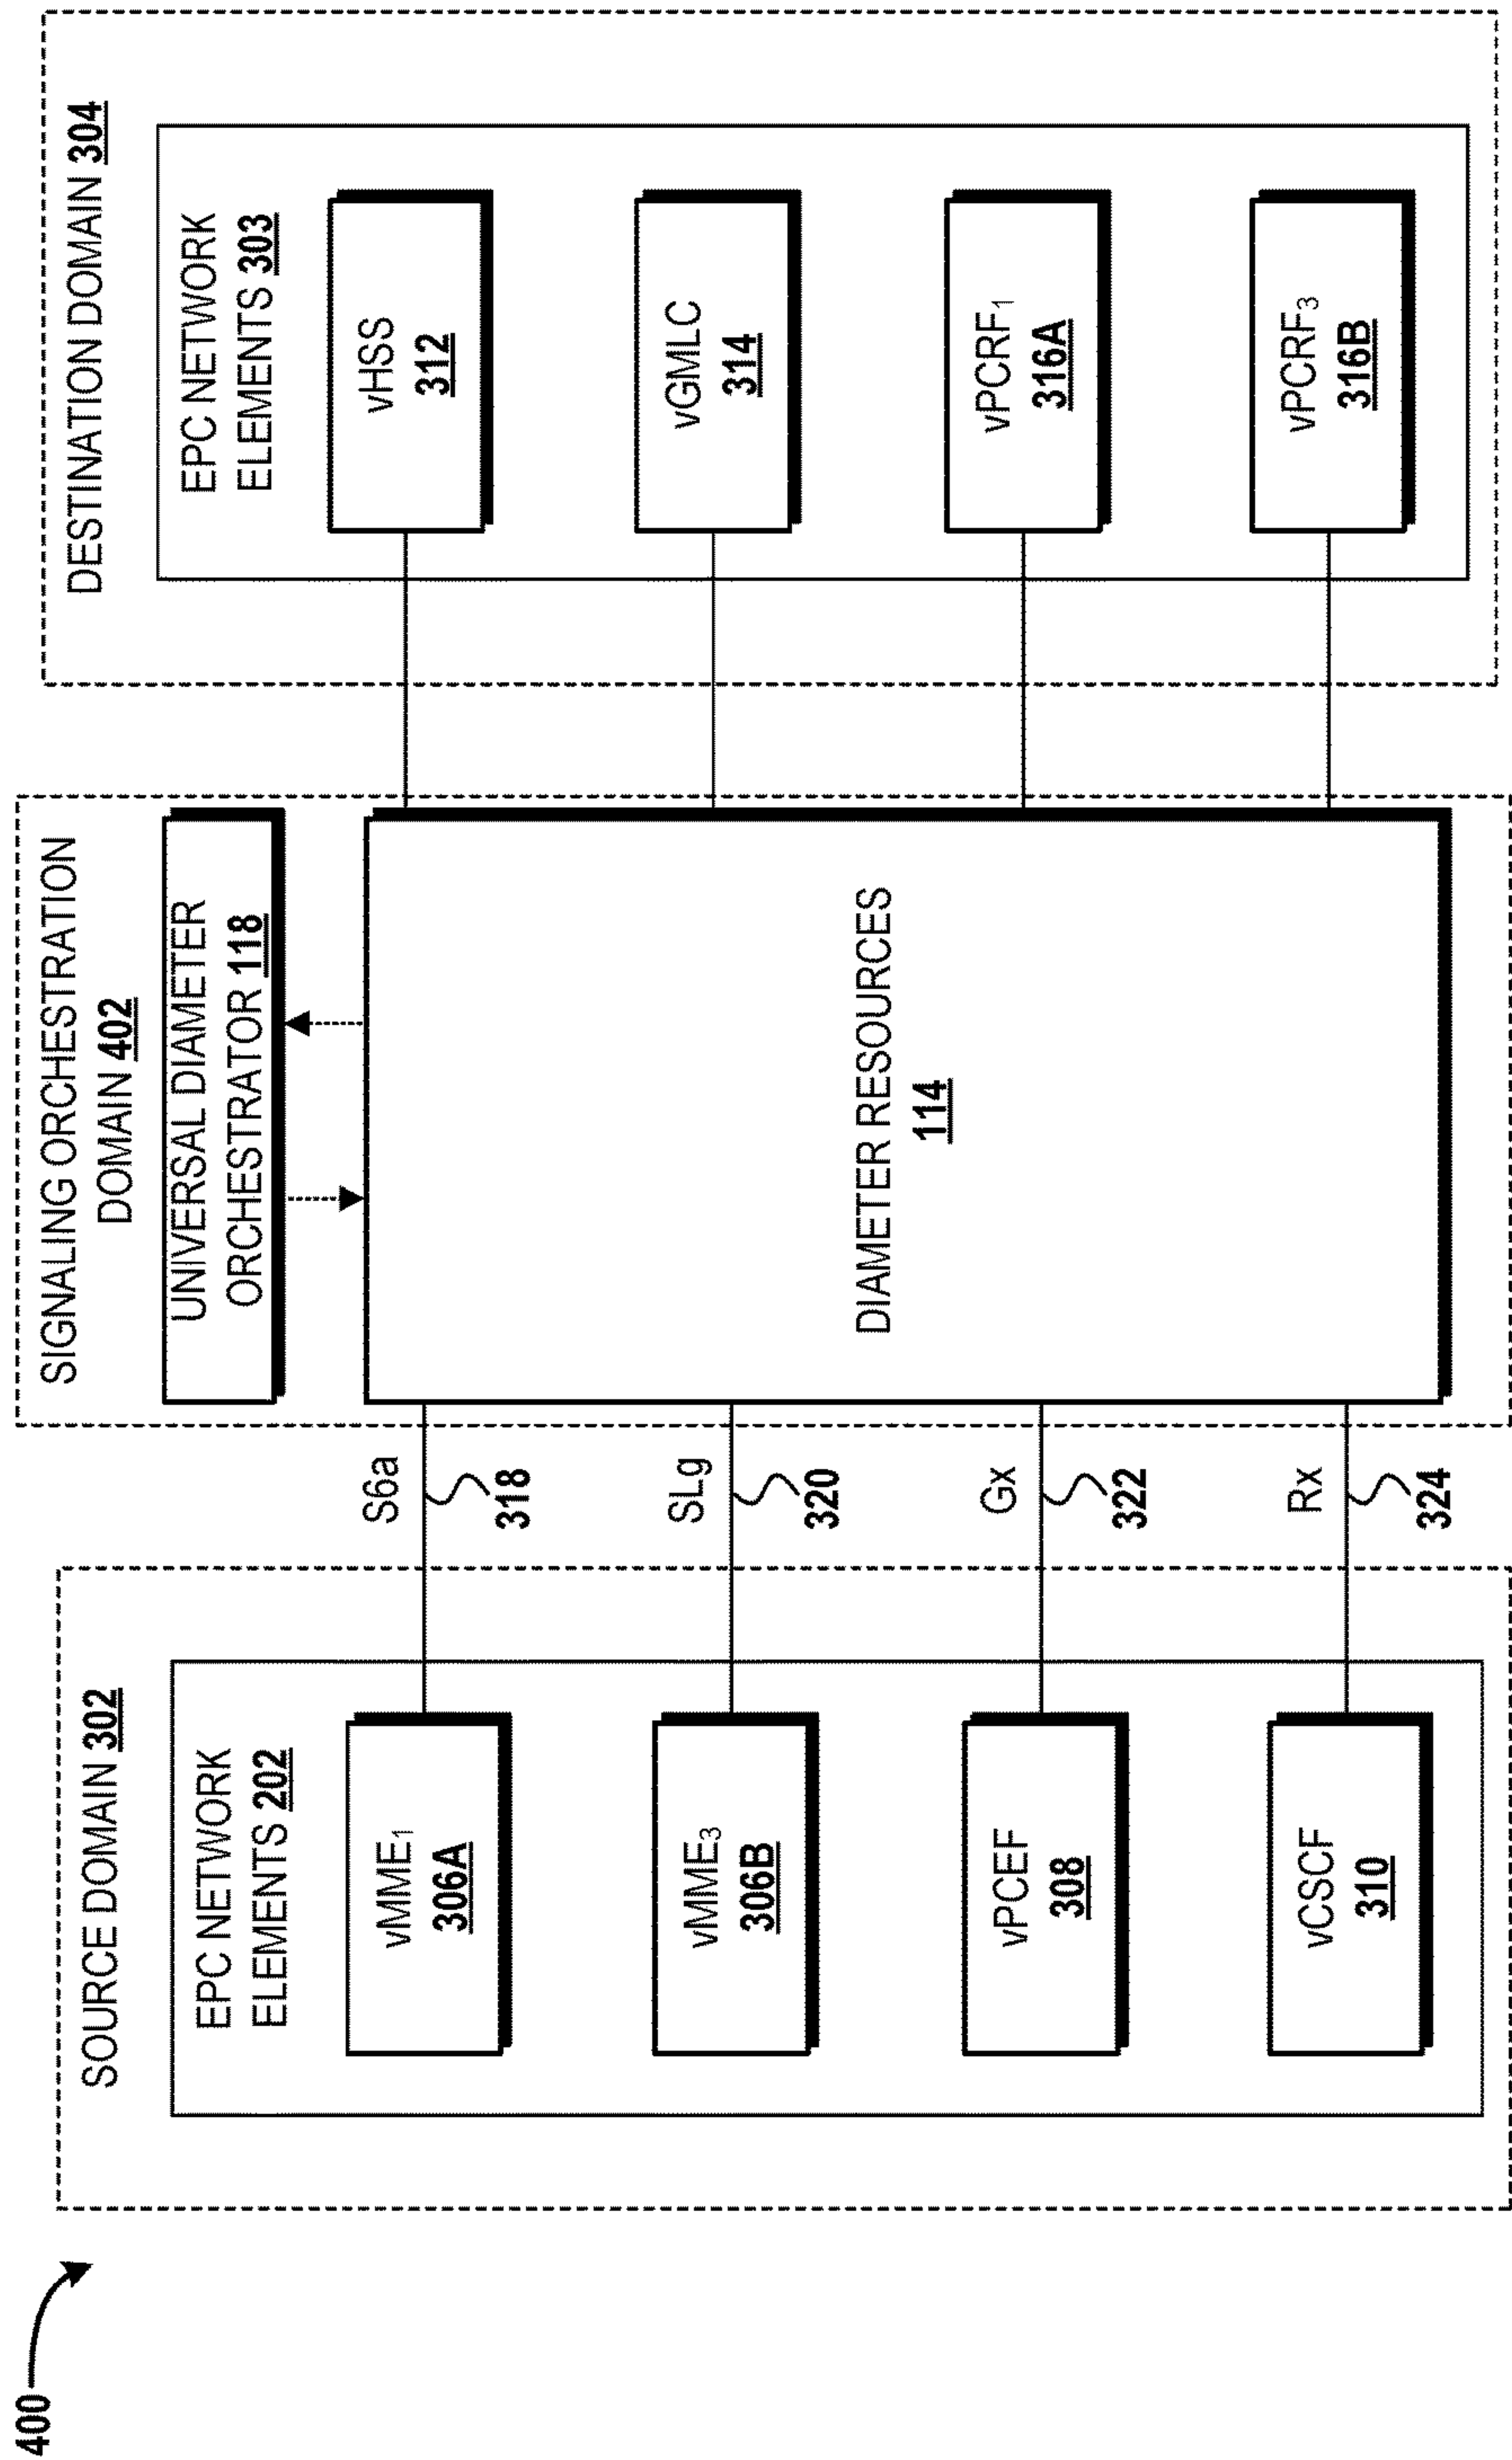 400
SOURCE DOMAIN 302
EPC NETWORK
ELEMENTS 202
vMME1
306A
vMME3
306B
vPCEF
308
vCSCF
310
S6a
318
SLg
320
Gx
322
Rx
324
SIGNALING ORCHESTRATION
DOMAIN 402
UNIVERSAL DIAMETER
ORCHESTRATOR 118
DIAMETER RESOURCES
114
DESTINATION DOMAIN 304
EPC NETWORK
ELEMENTS 303
vHSS
312
vGMLC
314
vPCRF1
316A
vPCRF3
316B